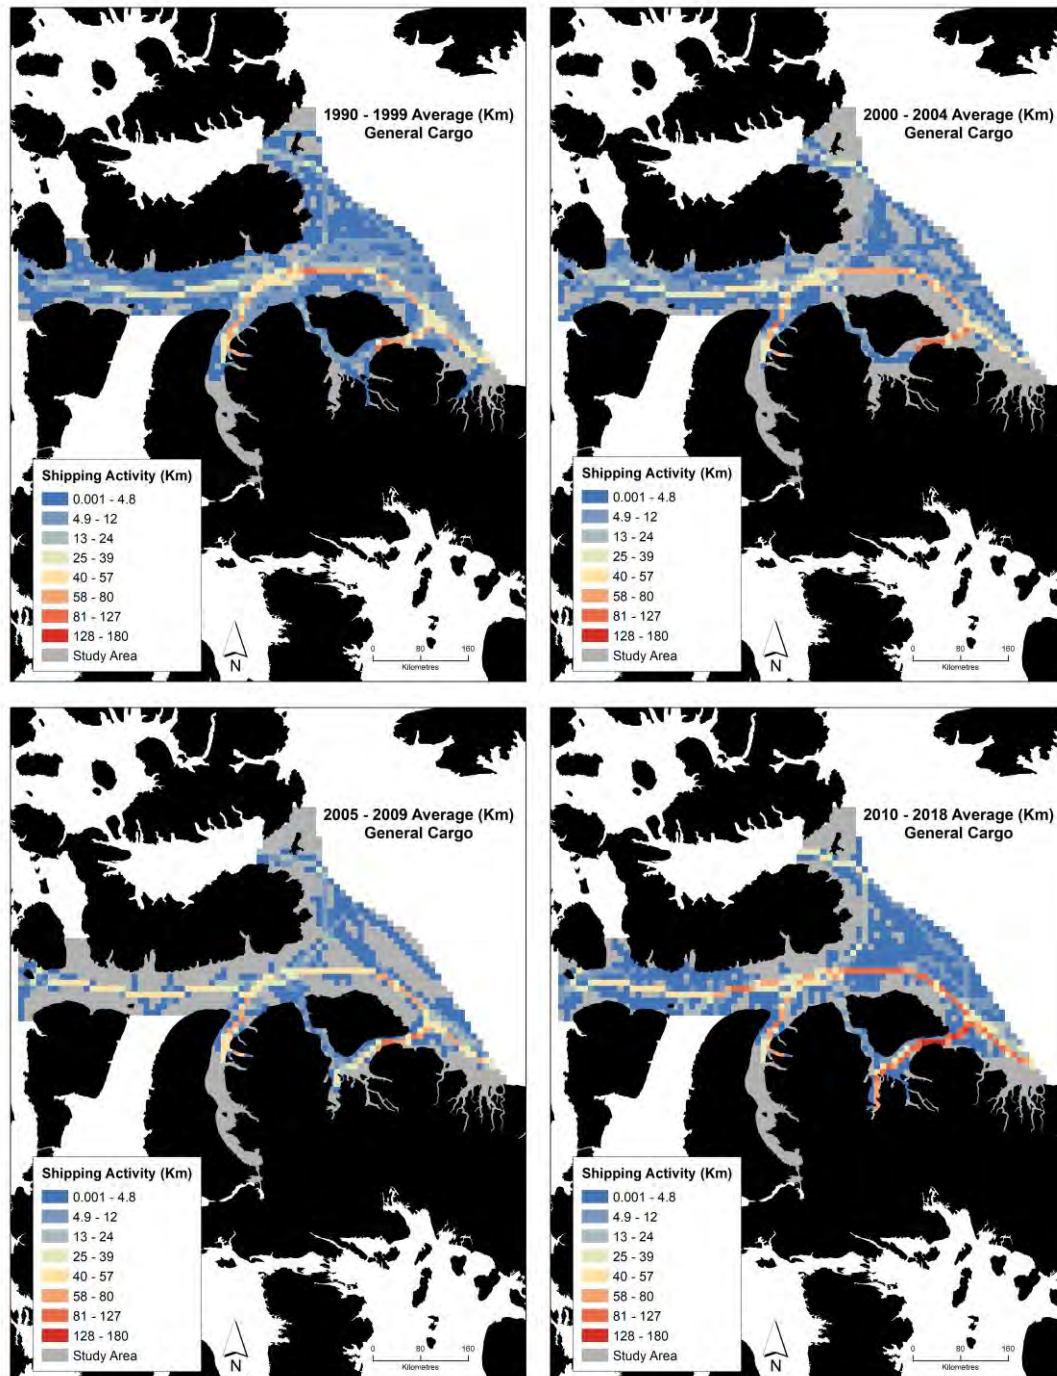 1990 - 1999 Average (Km)
General Cargo
Shipping Activity (Km)
0.001 - 4.8
4.9 - 12
13 - 24
25 - 39
40 - 57
58 - 80
81 - 127
128 - 180
Study Area
N
0 80 160
Kilometres
2000 - 2004 Average (Km)
General Cargo
Shipping Activity (Km)
0.001 - 4.8
4.9 - 12
13 - 24
25 - 39
40 - 57
58 - 80
81 - 127
128 - 180
Study Area
N
0 80 160
Kilometres
2005 - 2009 Average (Km)
General Cargo
Shipping Activity (Km)
0.001 - 4.8
4.9 - 12
13 - 24
25 - 39
40 - 57
58 - 80
81 - 127
128 - 180
Study Area
N
0 80 160
Kilometres
2010 - 2018 Average (Km)
General Cargo
Shipping Activity (Km)
0.001 - 4.8
4.9 - 12
13 - 24
25 - 39
40 - 57
58 - 80
81 - 127
128 - 180
Study Area
N
0 80 160
Kilometres